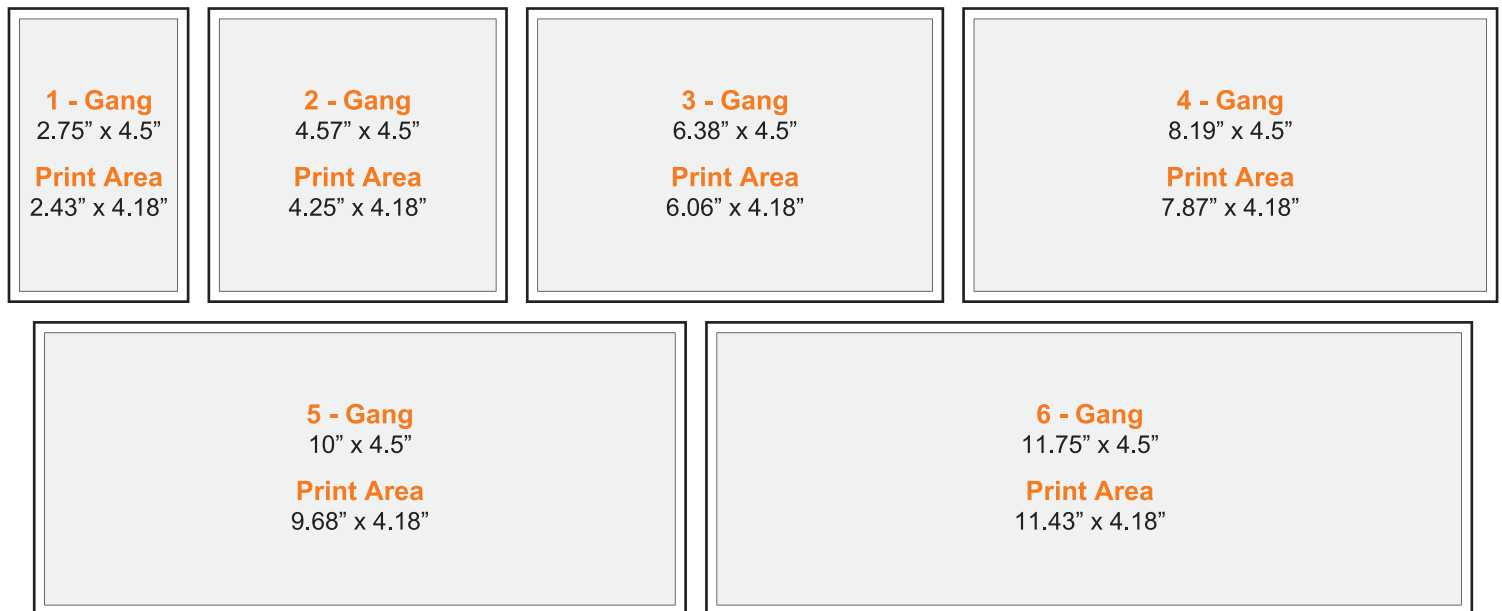 1 - Gang
2.75” x 4.5”
Print Area
2.43” x 4.18”
2 - Gang
4.57” x 4.5”
Print Area
4.25” x 4.18”
3 - Gang
6.38” x 4.5”
Print Area
6.06” x 4.18”
4 - Gang
8.19” x 4.5”
Print Area
7.87” x 4.18”
5 - Gang
10” x 4.5”
Print Area
9.68” x 4.18”
6 - Gang
11.75” x 4.5”
Print Area
11.43” x 4.18”